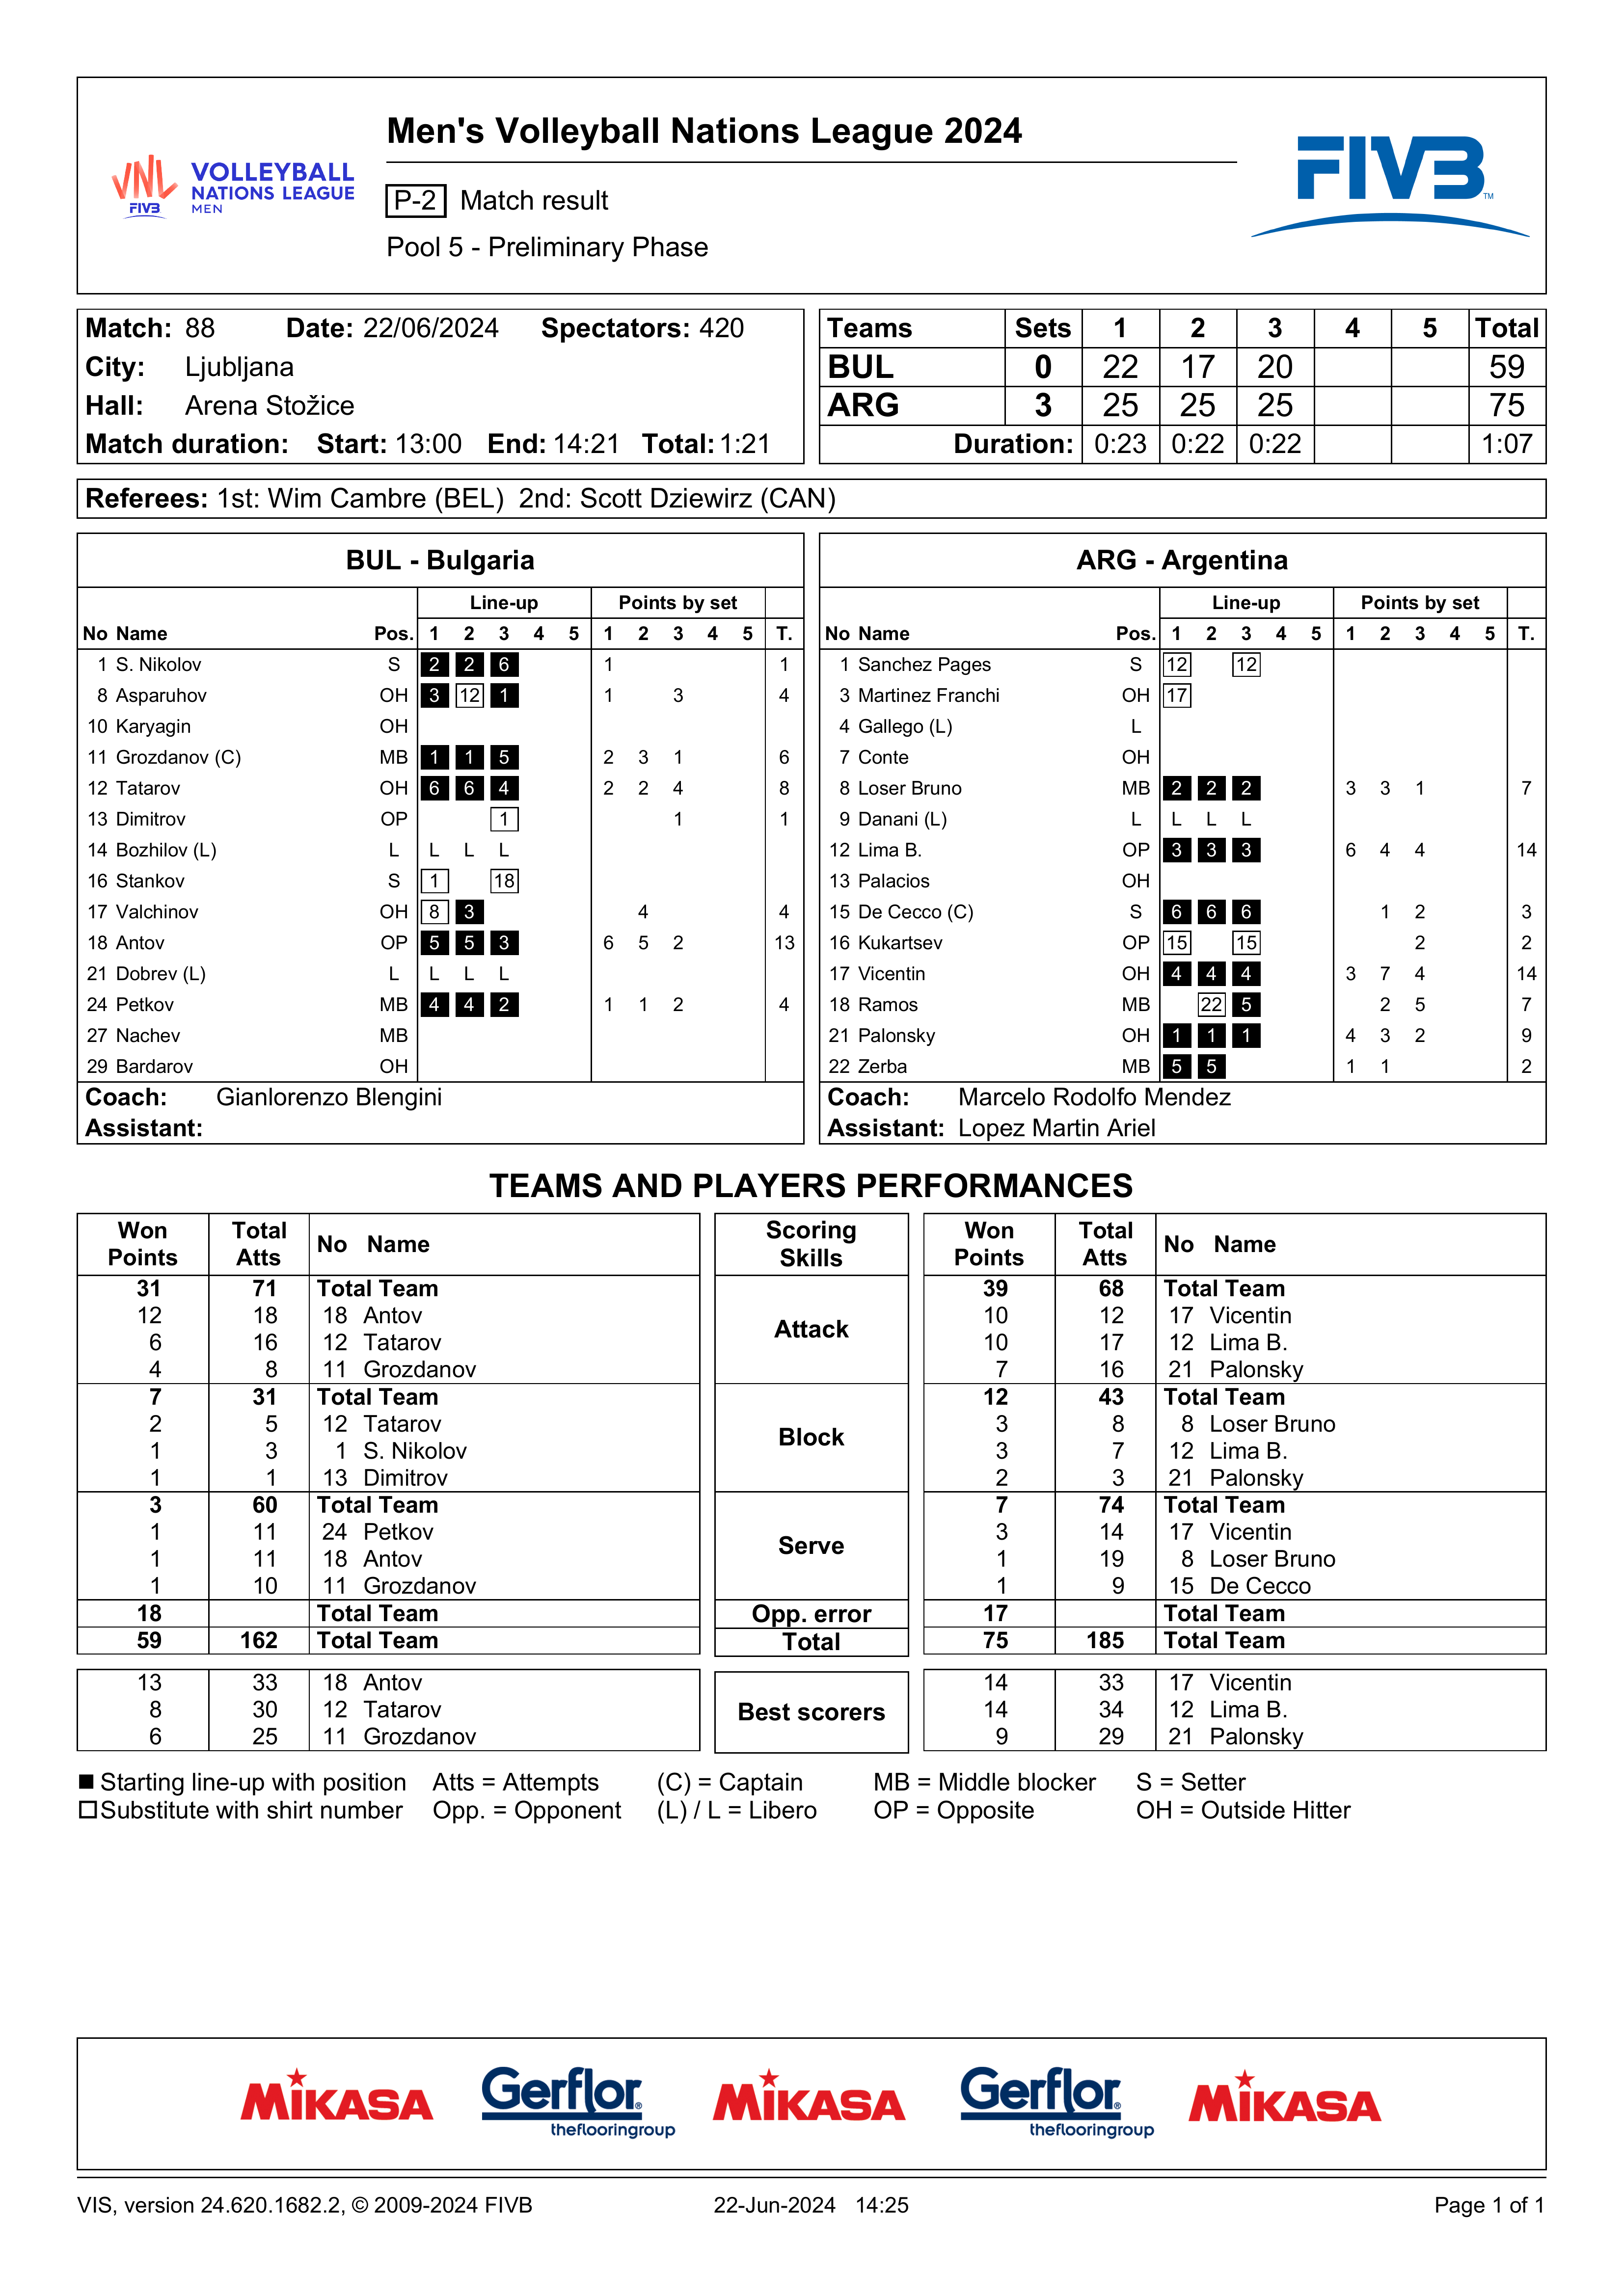 VNL FIVB VOLLEYBALL NATIONS LEAGUE MEN
Men's Volleyball Nations League 2024
P-2 Match result
Pool 5 - Preliminary Phase
FIVB TM
Match: 88 Date: 22/06/2024 Spectators: 420
City: Ljubljana
Hall: Arena Stožice
Match duration: Start: 13:00 End: 14:21 Total: 1:21
Teams Sets 1 2 3 4 5 Total
BUL 0 22 17 20 59
ARG 3 25 25 25 75
Duration: 0:23 0:22 0:22 1:07
Referees: 1st: Wim Cambre (BEL) 2nd: Scott Dziewirz (CAN)
BUL - Bulgaria
Line-up Points by set
No Name Pos. 1 2 3 4 5 1 2 3 4 5 T.
1 S. Nikolov S 2 2 6 1 1
8 Asparuhov OH 3 12 1 1 3 4
10 Karyagin OH
11 Grozdanov (C) MB 1 1 5 2 3 1 6
12 Tatarov OH 6 6 4 2 2 4 8
13 Dimitrov OP 1 1 1
14 Bozhilov (L) L L L L
16 Stankov S 1 18
17 Valchinov OH 8 3 4 4
18 Antov OP 5 5 3 6 5 2 13
21 Dobrev (L) L L L L
24 Petkov MB 4 4 2 1 1 2 4
27 Nachev MB
29 Bardarov OH
Coach: Gianlorenzo Blengini
Assistant:
ARG - Argentina
Line-up Points by set
No Name Pos. 1 2 3 4 5 1 2 3 4 5 T.
1 Sanchez Pages S 12 12
3 Martinez Franchi OH 17
4 Gallego (L) L
7 Conte OH
8 Loser Bruno MB 2 2 2 3 3 1 7
9 Danani (L) L L L L
12 Lima B. OP 3 3 3 6 4 4 14
13 Palacios OH
15 De Cecco (C) S 6 6 6 1 2 3
16 Kukartsev OP 15 15 2 2
17 Vicentin OH 4 4 4 3 7 4 14
18 Ramos MB 22 5 2 5 7
21 Palonsky OH 1 1 1 4 3 2 9
22 Zerba MB 5 5 1 1 2
Coach: Marcelo Rodolfo Mendez
Assistant: Lopez Martin Ariel
TEAMS AND PLAYERS PERFORMANCES
Won Points Total Atts No Name Scoring Skills Won Points Total Atts No Name
Attack
31 71 Total Team 39 68 Total Team
12 18 18 Antov 10 12 17 Vicentin
6 16 12 Tatarov 10 17 12 Lima B.
4 8 11 Grozdanov 7 16 21 Palonsky
Block
7 31 Total Team 12 43 Total Team
2 5 12 Tatarov 3 8 8 Loser Bruno
1 3 1 S. Nikolov 3 7 12 Lima B.
1 1 13 Dimitrov 2 3 21 Palonsky
Serve
3 60 Total Team 7 74 Total Team
1 11 24 Petkov 3 14 17 Vicentin
1 11 18 Antov 1 19 8 Loser Bruno
1 10 11 Grozdanov 1 9 15 De Cecco
18 Total Team Opp. error 17 Total Team
59 162 Total Team Total 75 185 Total Team
Best scorers
13 33 18 Antov 14 33 17 Vicentin
8 30 12 Tatarov 14 34 12 Lima B.
6 25 11 Grozdanov 9 29 21 Palonsky
Starting line-up with position Atts = Attempts (C) = Captain MB = Middle blocker S = Setter
Substitute with shirt number Opp. = Opponent (L) / L = Libero OP = Opposite OH = Outside Hitter
MIKASA Gerflor® theflooringgroup MIKASA Gerflor® theflooringgroup MIKASA
VIS, version 24.620.1682.2, © 2009-2024 FIVB 22-Jun-2024 14:25 Page 1 of 1